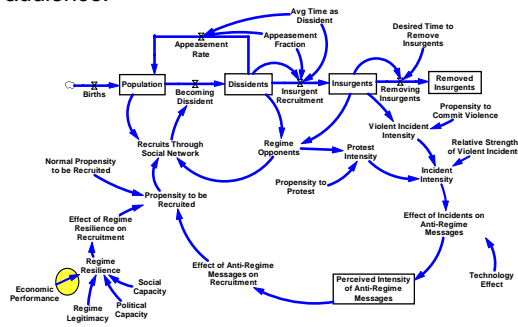 audience.
Avg Time as
Dissident
Desired Time to
Remove
Insurgents
Appeasement
Rate
Appeasement
Fraction
Population
Dissidents
Insurgents
Removed
Insurgents
Births
Becoming
Dissident
Insurgent
Recruitment
Removing
Insurgents
Propensity to
Commit Violence
Violent Incident
Intensity
Recruits Through
Social Network
Regime
Opponents
Protest
Intensity
Relative Strength
of Violent Incident
Normal Propensity
to be Recruited
Incident
Intensity
Propensity to be
Recruited
Propensity to
Protest
Effect of Regime
Resilience on
Recruitment
Effect of Incidents on
Anti-Regime
Messages
Regime
Resilience
Effect of Anti-Regime
Messages on
Recruitment
Economic
Performance
Social
Capacity
Perceived Intensity
of Anti-Regime
Messages
Technology
Effect
Regime
Legitimacy
Political
Capacity